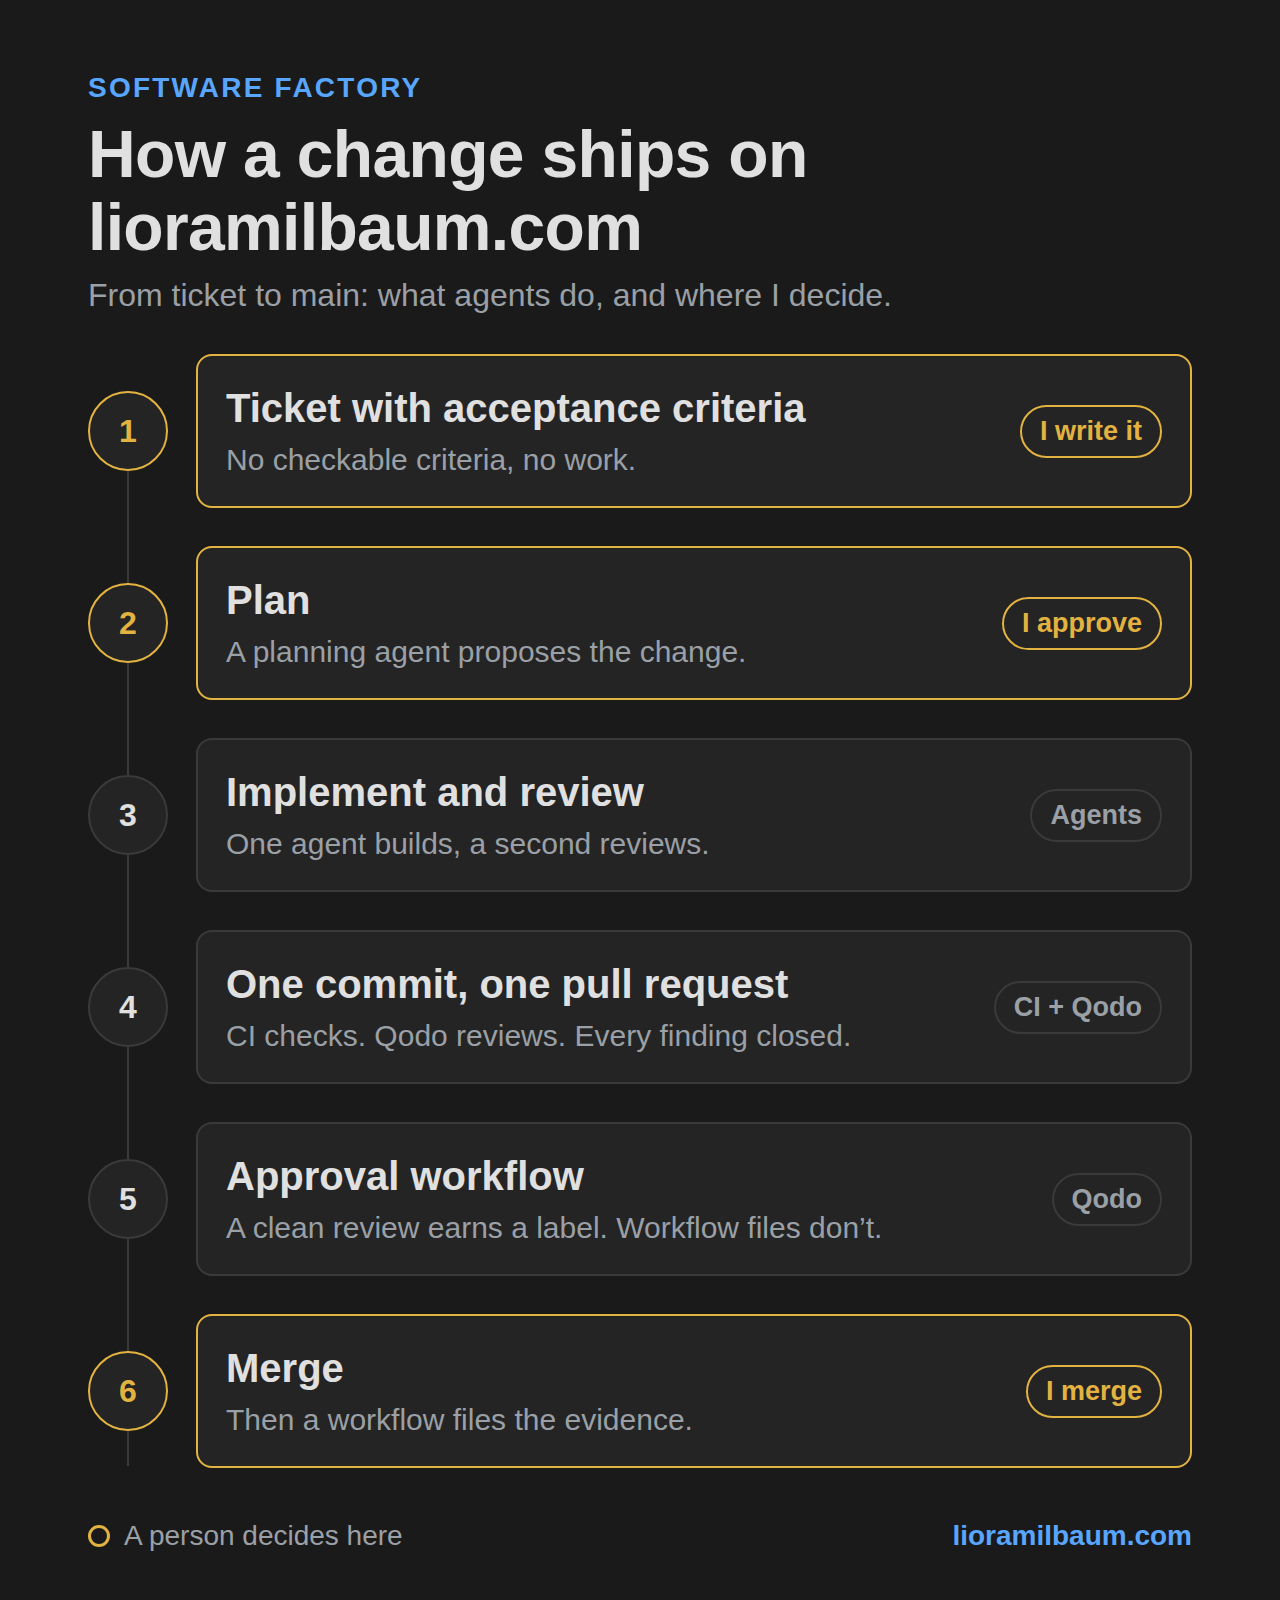 SOFTWARE FACTORY
How a change ships on
lioramilbaum.com
From ticket to main: what agents do, and where I decide.
1
Ticket with acceptance criteria
No checkable criteria, no work.
I write it
2
Plan
A planning agent proposes the change.
I approve
3
Implement and review
One agent builds, a second reviews.
Agents
4
One commit, one pull request
CI checks. Qodo reviews. Every finding closed.
CI + Qodo
5
Approval workflow
A clean review earns a label. Workflow files don’t.
Qodo
6
Merge
Then a workflow files the evidence.
I merge
A person decides here
lioramilbaum.com